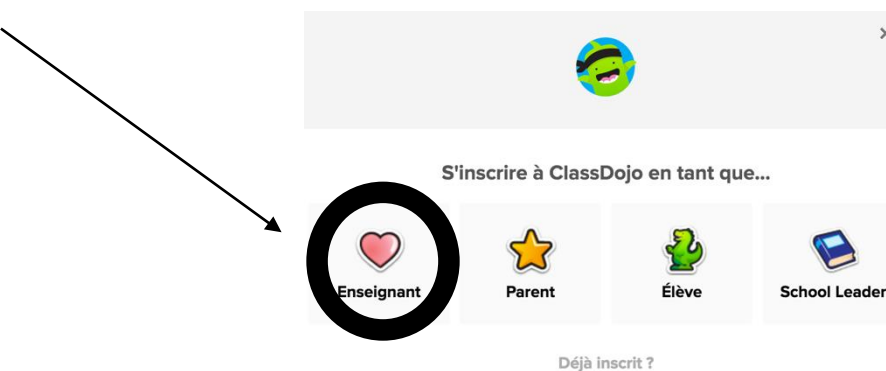 S'inscrire à ClassDojo en tant que...
Enseignant
Parent
Élève
School Leader
Déjà inscrit ?